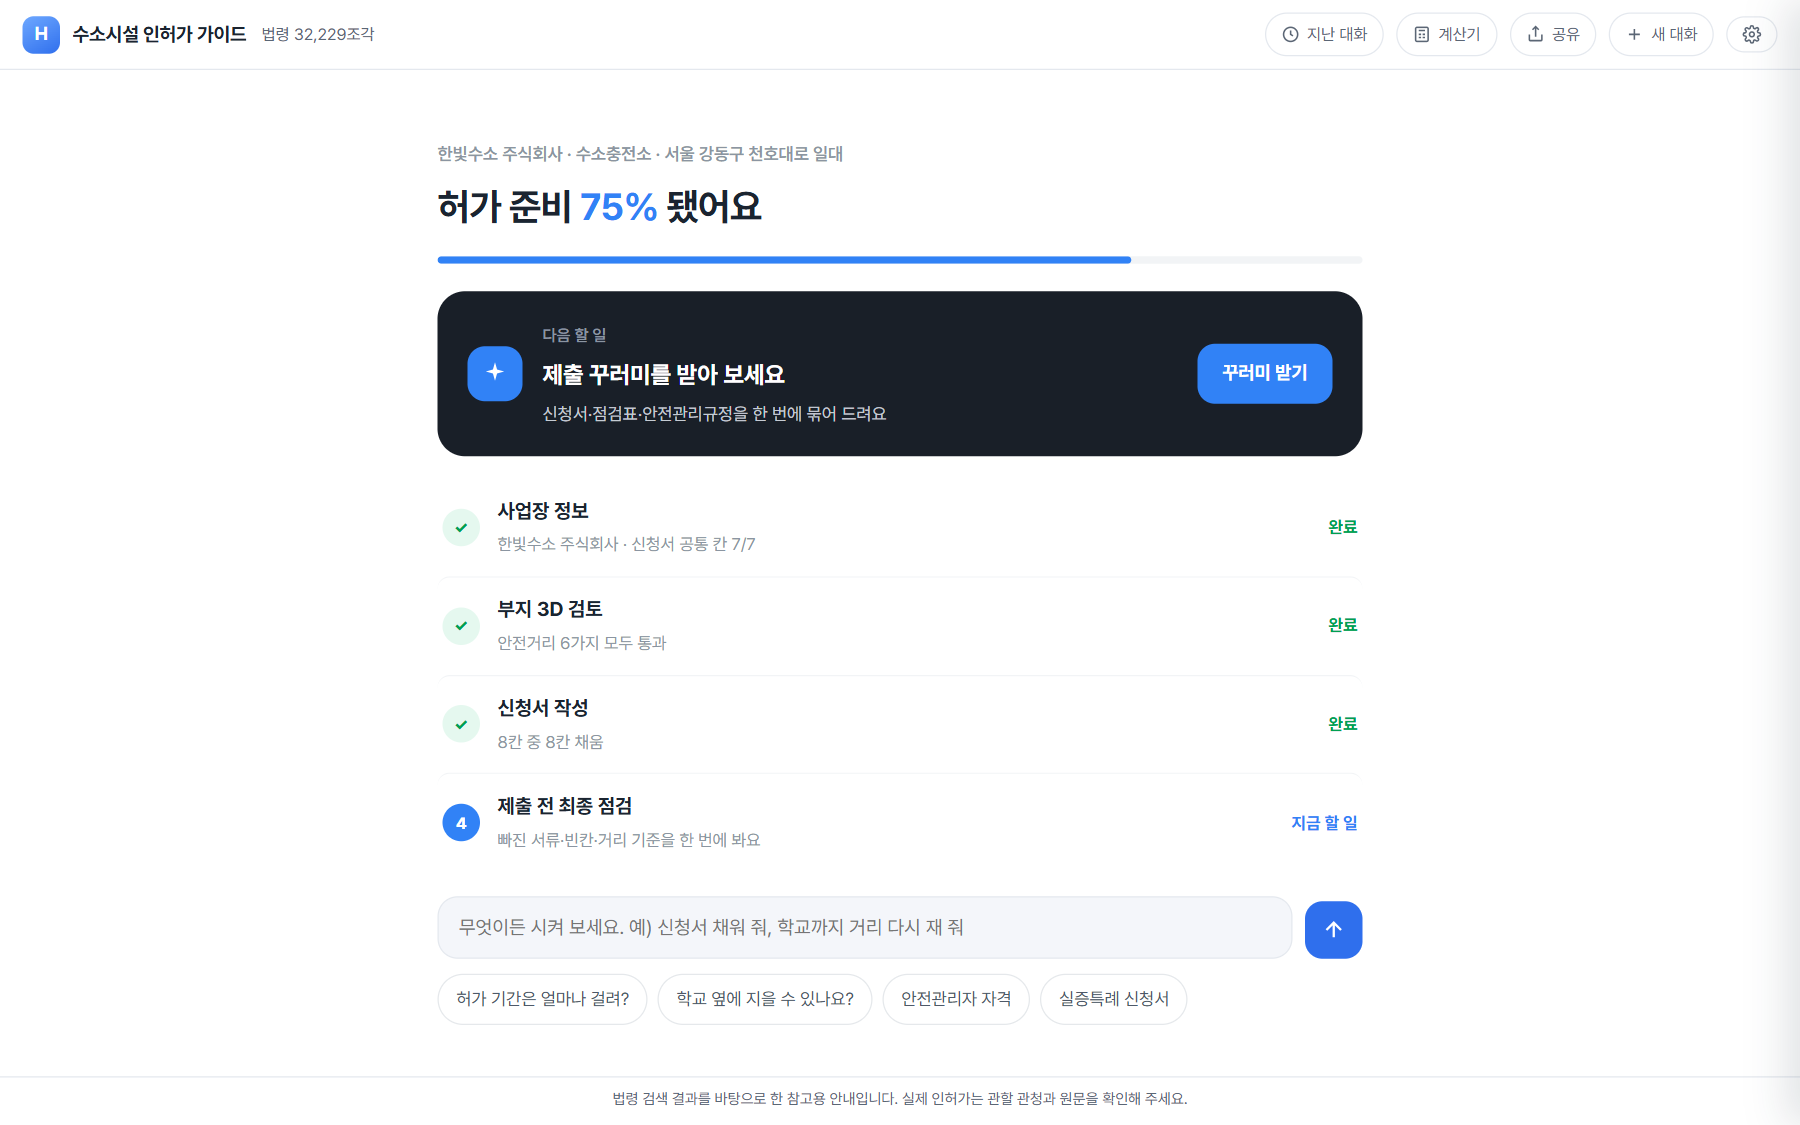 H 수소시설 인허가 가이드 법령 32,229조각 지난 대화 계산기 공유 새 대화
한빛수소 주식회사 · 수소충전소 · 서울 강동구 천호대로 일대
허가 준비 75% 됐어요
다음 할 일
제출 꾸러미를 받아 보세요
신청서·점검표·안전관리규정을 한 번에 묶어 드려요
꾸러미 받기
사업장 정보
한빛수소 주식회사 · 신청서 공통 칸 7/7
완료
부지 3D 검토
안전거리 6가지 모두 통과
완료
신청서 작성
8칸 중 8칸 채움
완료
4
제출 전 최종 점검
빠진 서류·빈칸·거리 기준을 한 번에 봐요
지금 할 일
무엇이든 시켜 보세요. 예) 신청서 채워 줘, 학교까지 거리 다시 재 줘
허가 기간은 얼마나 걸려? 학교 옆에 지을 수 있나요? 안전관리자 자격 실증특례 신청서
법령 검색 결과를 바탕으로 한 참고용 안내입니다. 실제 인허가는 관할 관청과 원문을 확인해 주세요.